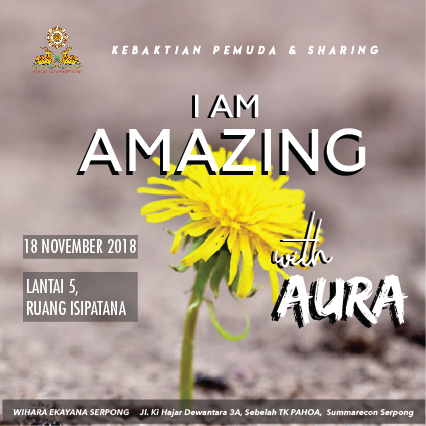 KEBAKTIAN PEMUDA & SHARING
I AM
AMAZING
with
AURA
18 NOVEMBER 2018
LANTAI 5,
RUANG ISIPATANA
WIHARA EKAYANA SERPONG Jl. Ki Hajar Dewantara 3A, Sebelah TK PAHOA, Summarecon Serpong